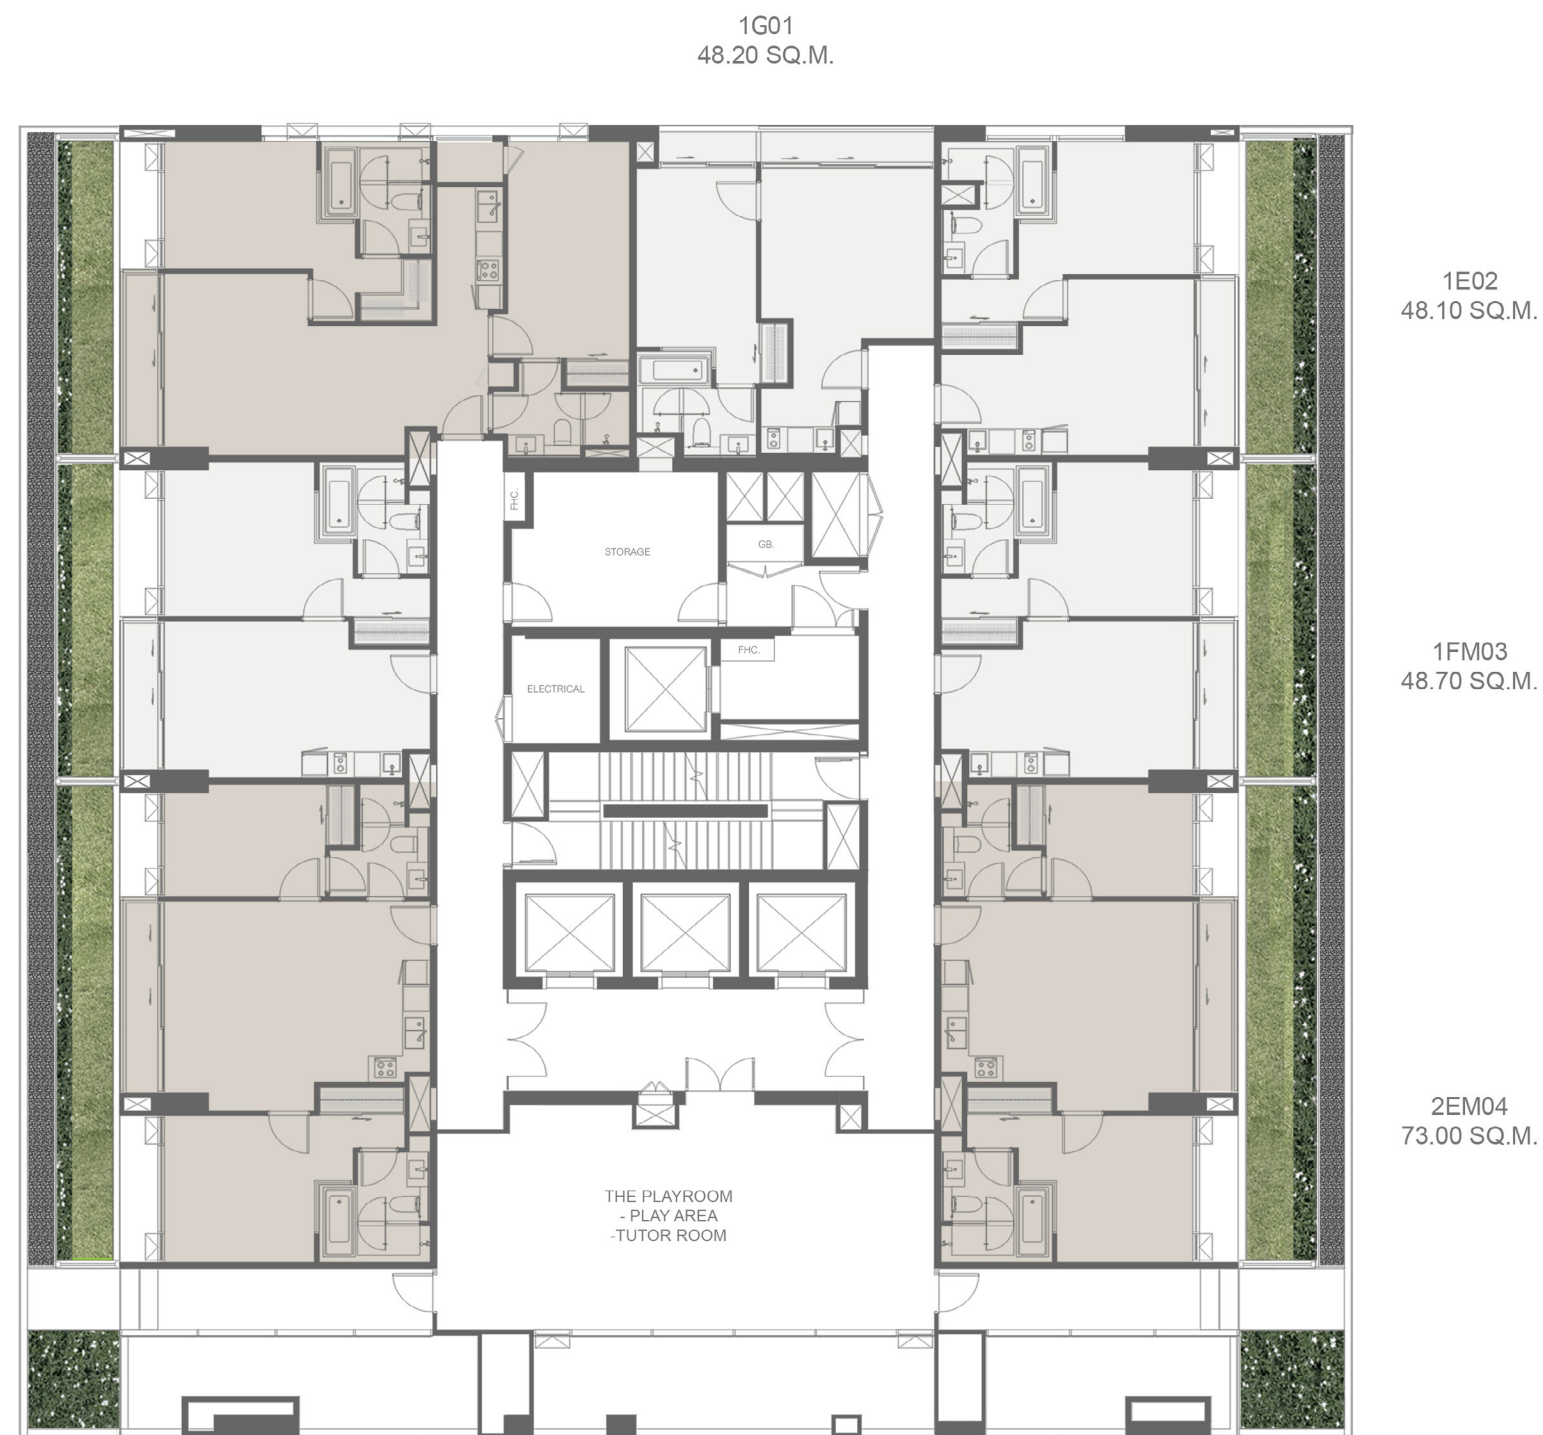 1G01
48.20 SQ.M.
1E02
48.10 SQ.M.
FHC.
STORAGE
GB.
1FM03
48.70 SQ.M.
FHC.
ELECTRICAL
2EM04
73.00 SQ.M.
THE PLAYROOM
- PLAY AREA
-TUTOR ROOM